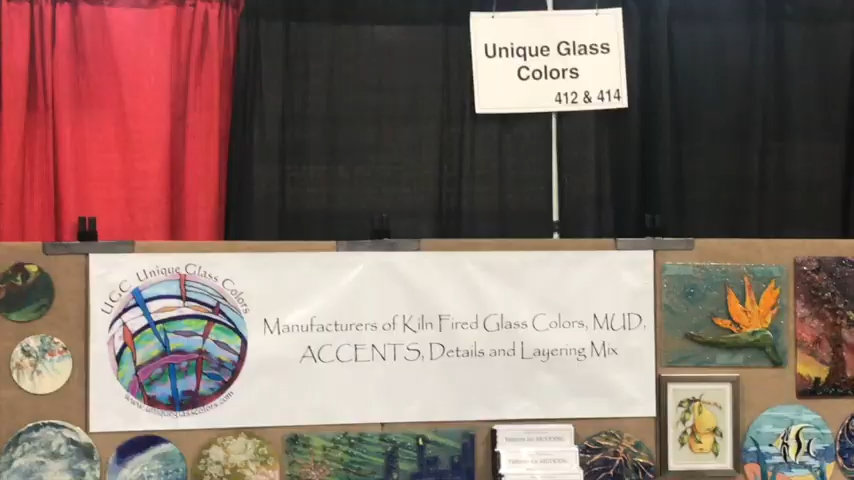 Unique Glass
Colors
412 & 414
UGC Unique Glass Colors
Manufacturers of Kiln Fired Glass Colors, MUD,
ACCENTS, Details and Layering Mix
www.uniqueglasscolors.com